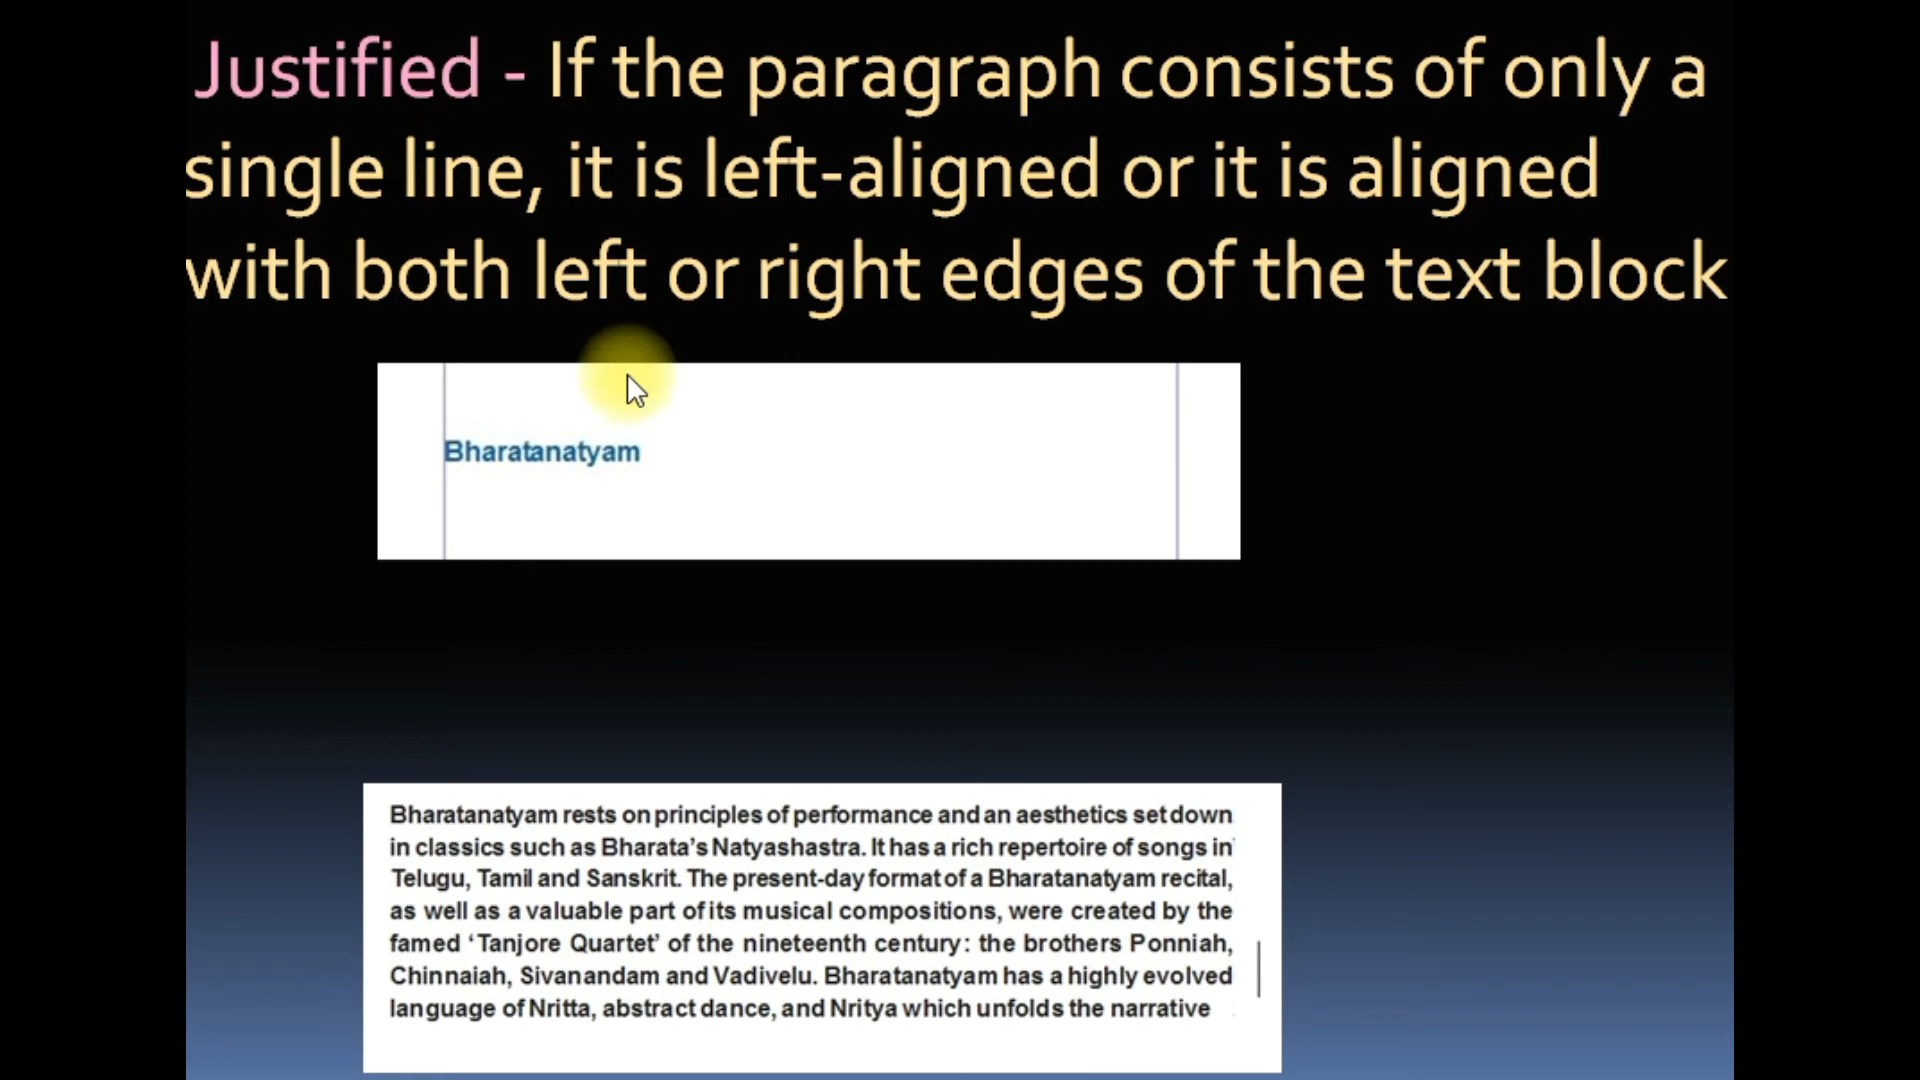 Justified - If the paragraph consists of only a
single line, it is left-aligned or it is aligned
with both left or right edges of the text block
Bharatanatyam
Bharatanatyam rests on principles of performance and an aesthetics set down
in classics such as Bharata’s Natyashastra. It has a rich repertoire of songs in
Telugu, Tamil and Sanskrit. The present-day format of a Bharatanatyam recital,
as well as a valuable part of its musical compositions, were created by the
famed ‘Tanjore Quartet’ of the nineteenth century: the brothers Ponniah,
Chinnaiah, Sivanandam and Vadivelu. Bharatanatyam has a highly evolved
language of Nritta, abstract dance, and Nritya which unfolds the narrative